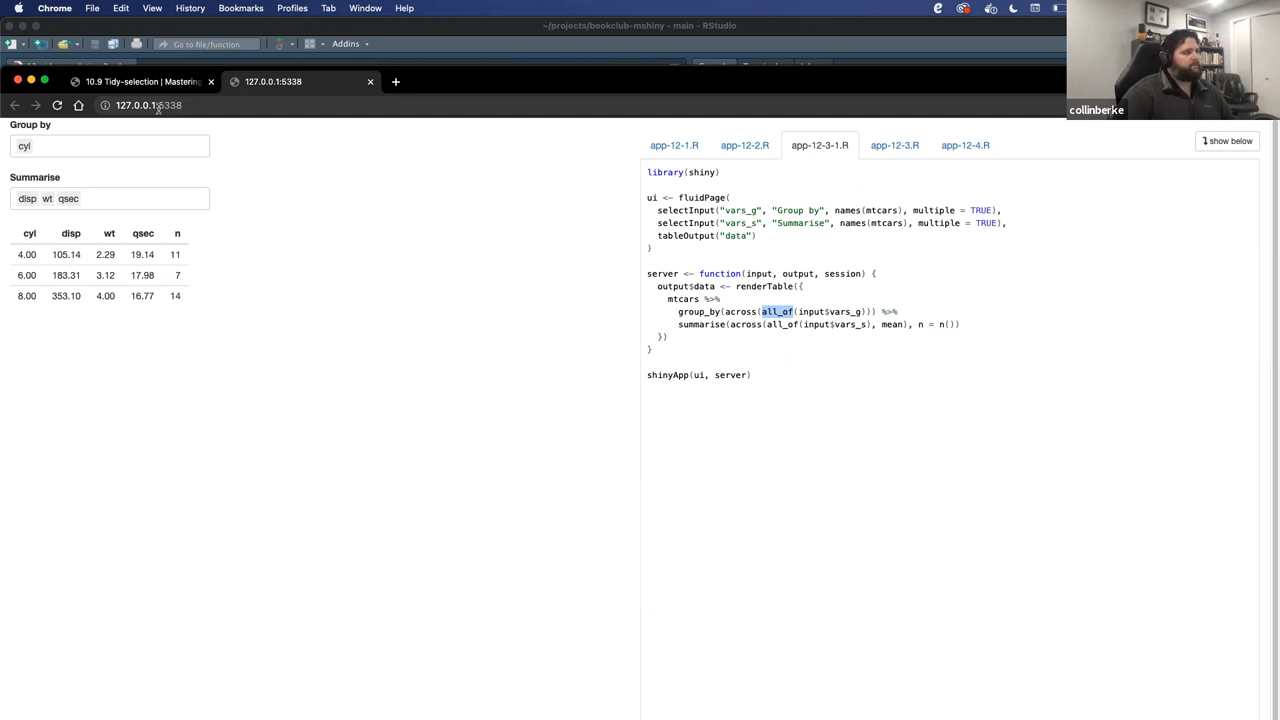 Chrome File Edit View History Bookmarks Profiles Tab Window Help
~/projects/bookclub-mshiny - main - RStudio
Go to file/function Addins
10.9 Tidy-selection | Mastering 127.0.0.1:5338
127.0.0.1:5338
collinberke
Group by
cyl
Summarise
disp wt qsec
cyl disp wt qsec n
4.00 105.14 2.29 19.14 11
6.00 183.31 3.12 17.98 7
8.00 353.10 4.00 16.77 14
app-12-1.R app-12-2.R app-12-3-1.R app-12-3.R app-12-4.R
show below
library(shiny)
ui <- fluidPage(
selectInput("vars_g", "Group by", names(mtcars), multiple = TRUE),
selectInput("vars_s", "Summarise", names(mtcars), multiple = TRUE),
tableOutput("data")
)
server <- function(input, output, session) {
output$data <- renderTable({
mtcars %>%
group_by(across(all_of(input$vars_g))) %>%
summarise(across(all_of(input$vars_s), mean), n = n())
})
}
shinyApp(ui, server)